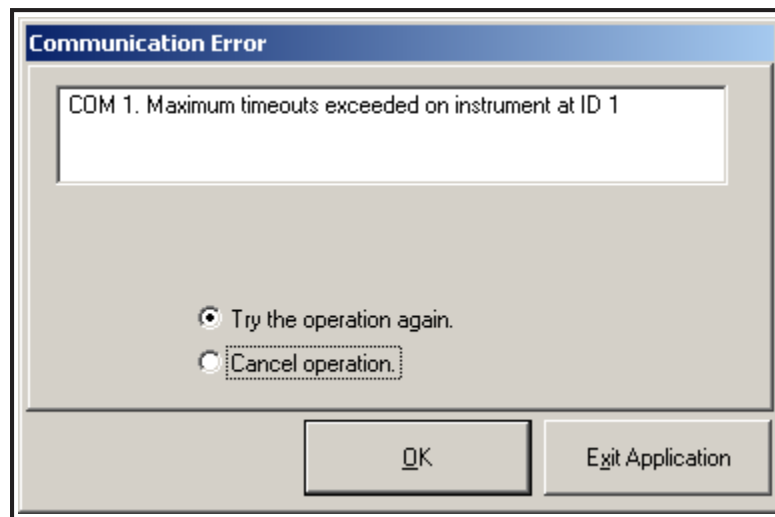 Communication Error
COM 1. Maximum timeouts exceeded on instrument at ID 1
Try the operation again.
Cancel operation.
OK
Exit Application